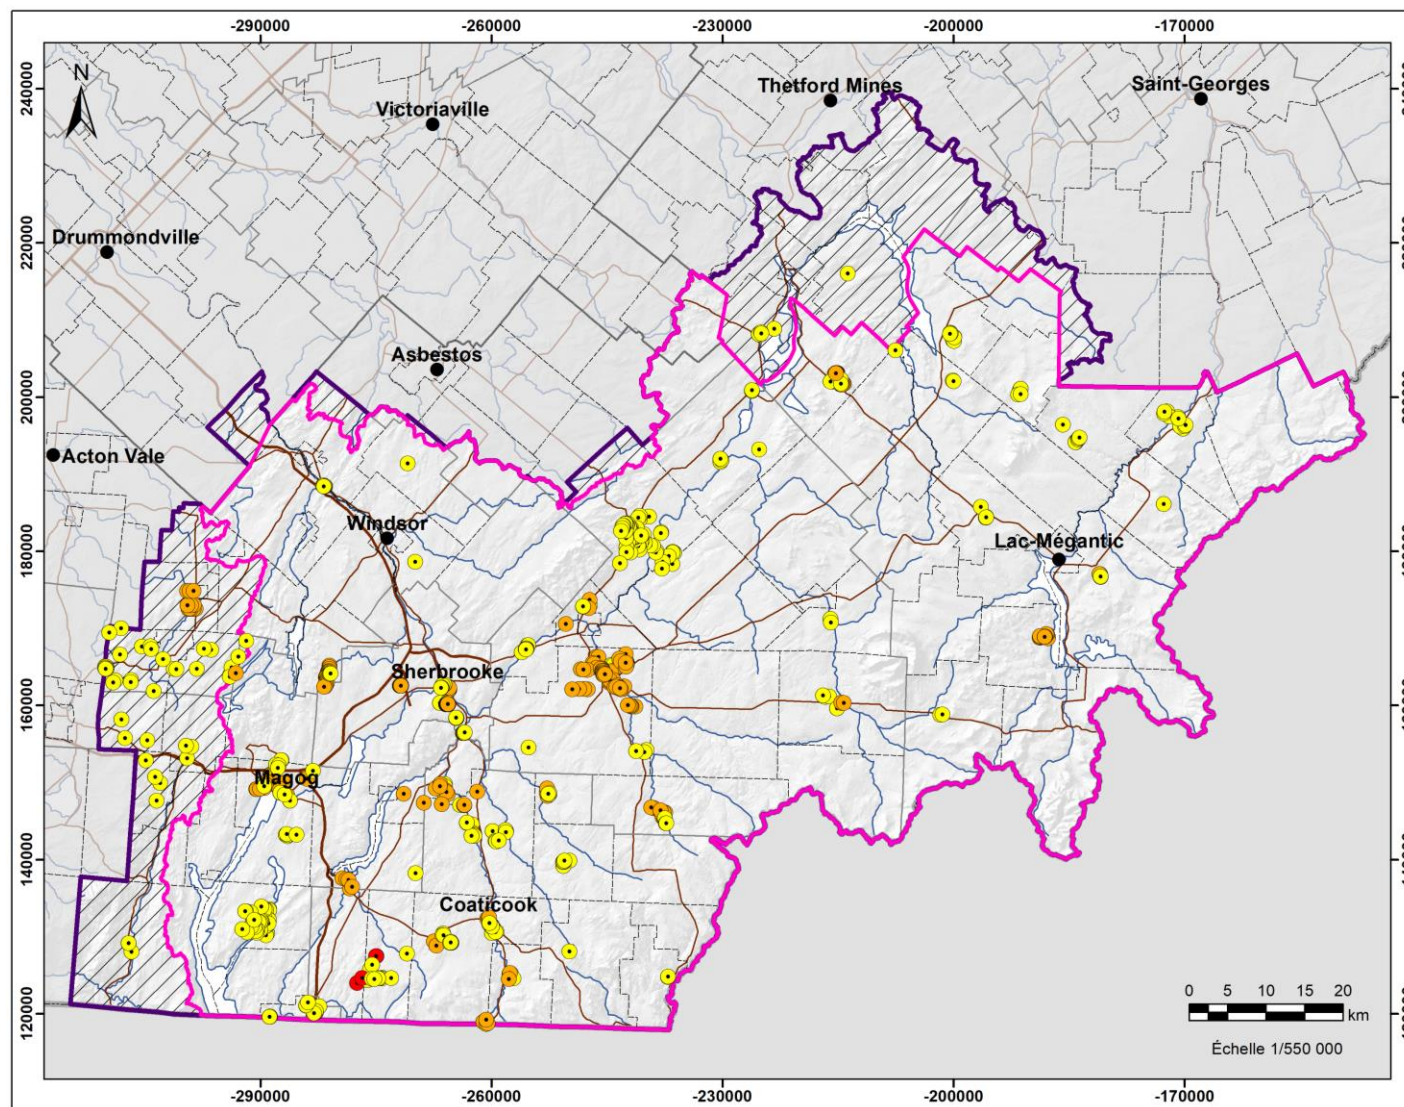 -290000 -260000 -230000 -200000 -170000
240000
N
Thetford Mines
Saint-Georges
Victoriaville
Drummondville
220000
Asbestos
200000
Acton Vale
Windsor
180000
Lac-Mégantic
Sherbrooke
160000
Magog
140000
Coaticook
120000
0 5 10 15 20
km
Échelle 1/550 000
-290000 -260000 -230000 -200000 -170000